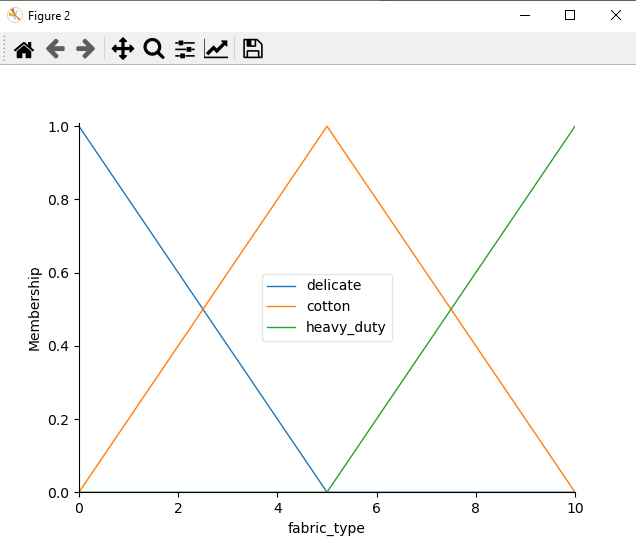 Figure 2
1.0
0.8
0.6
0.4
0.2
0.0
Membership
delicate
cotton
heavy_duty
0 2 4 6 8 10
fabric_type